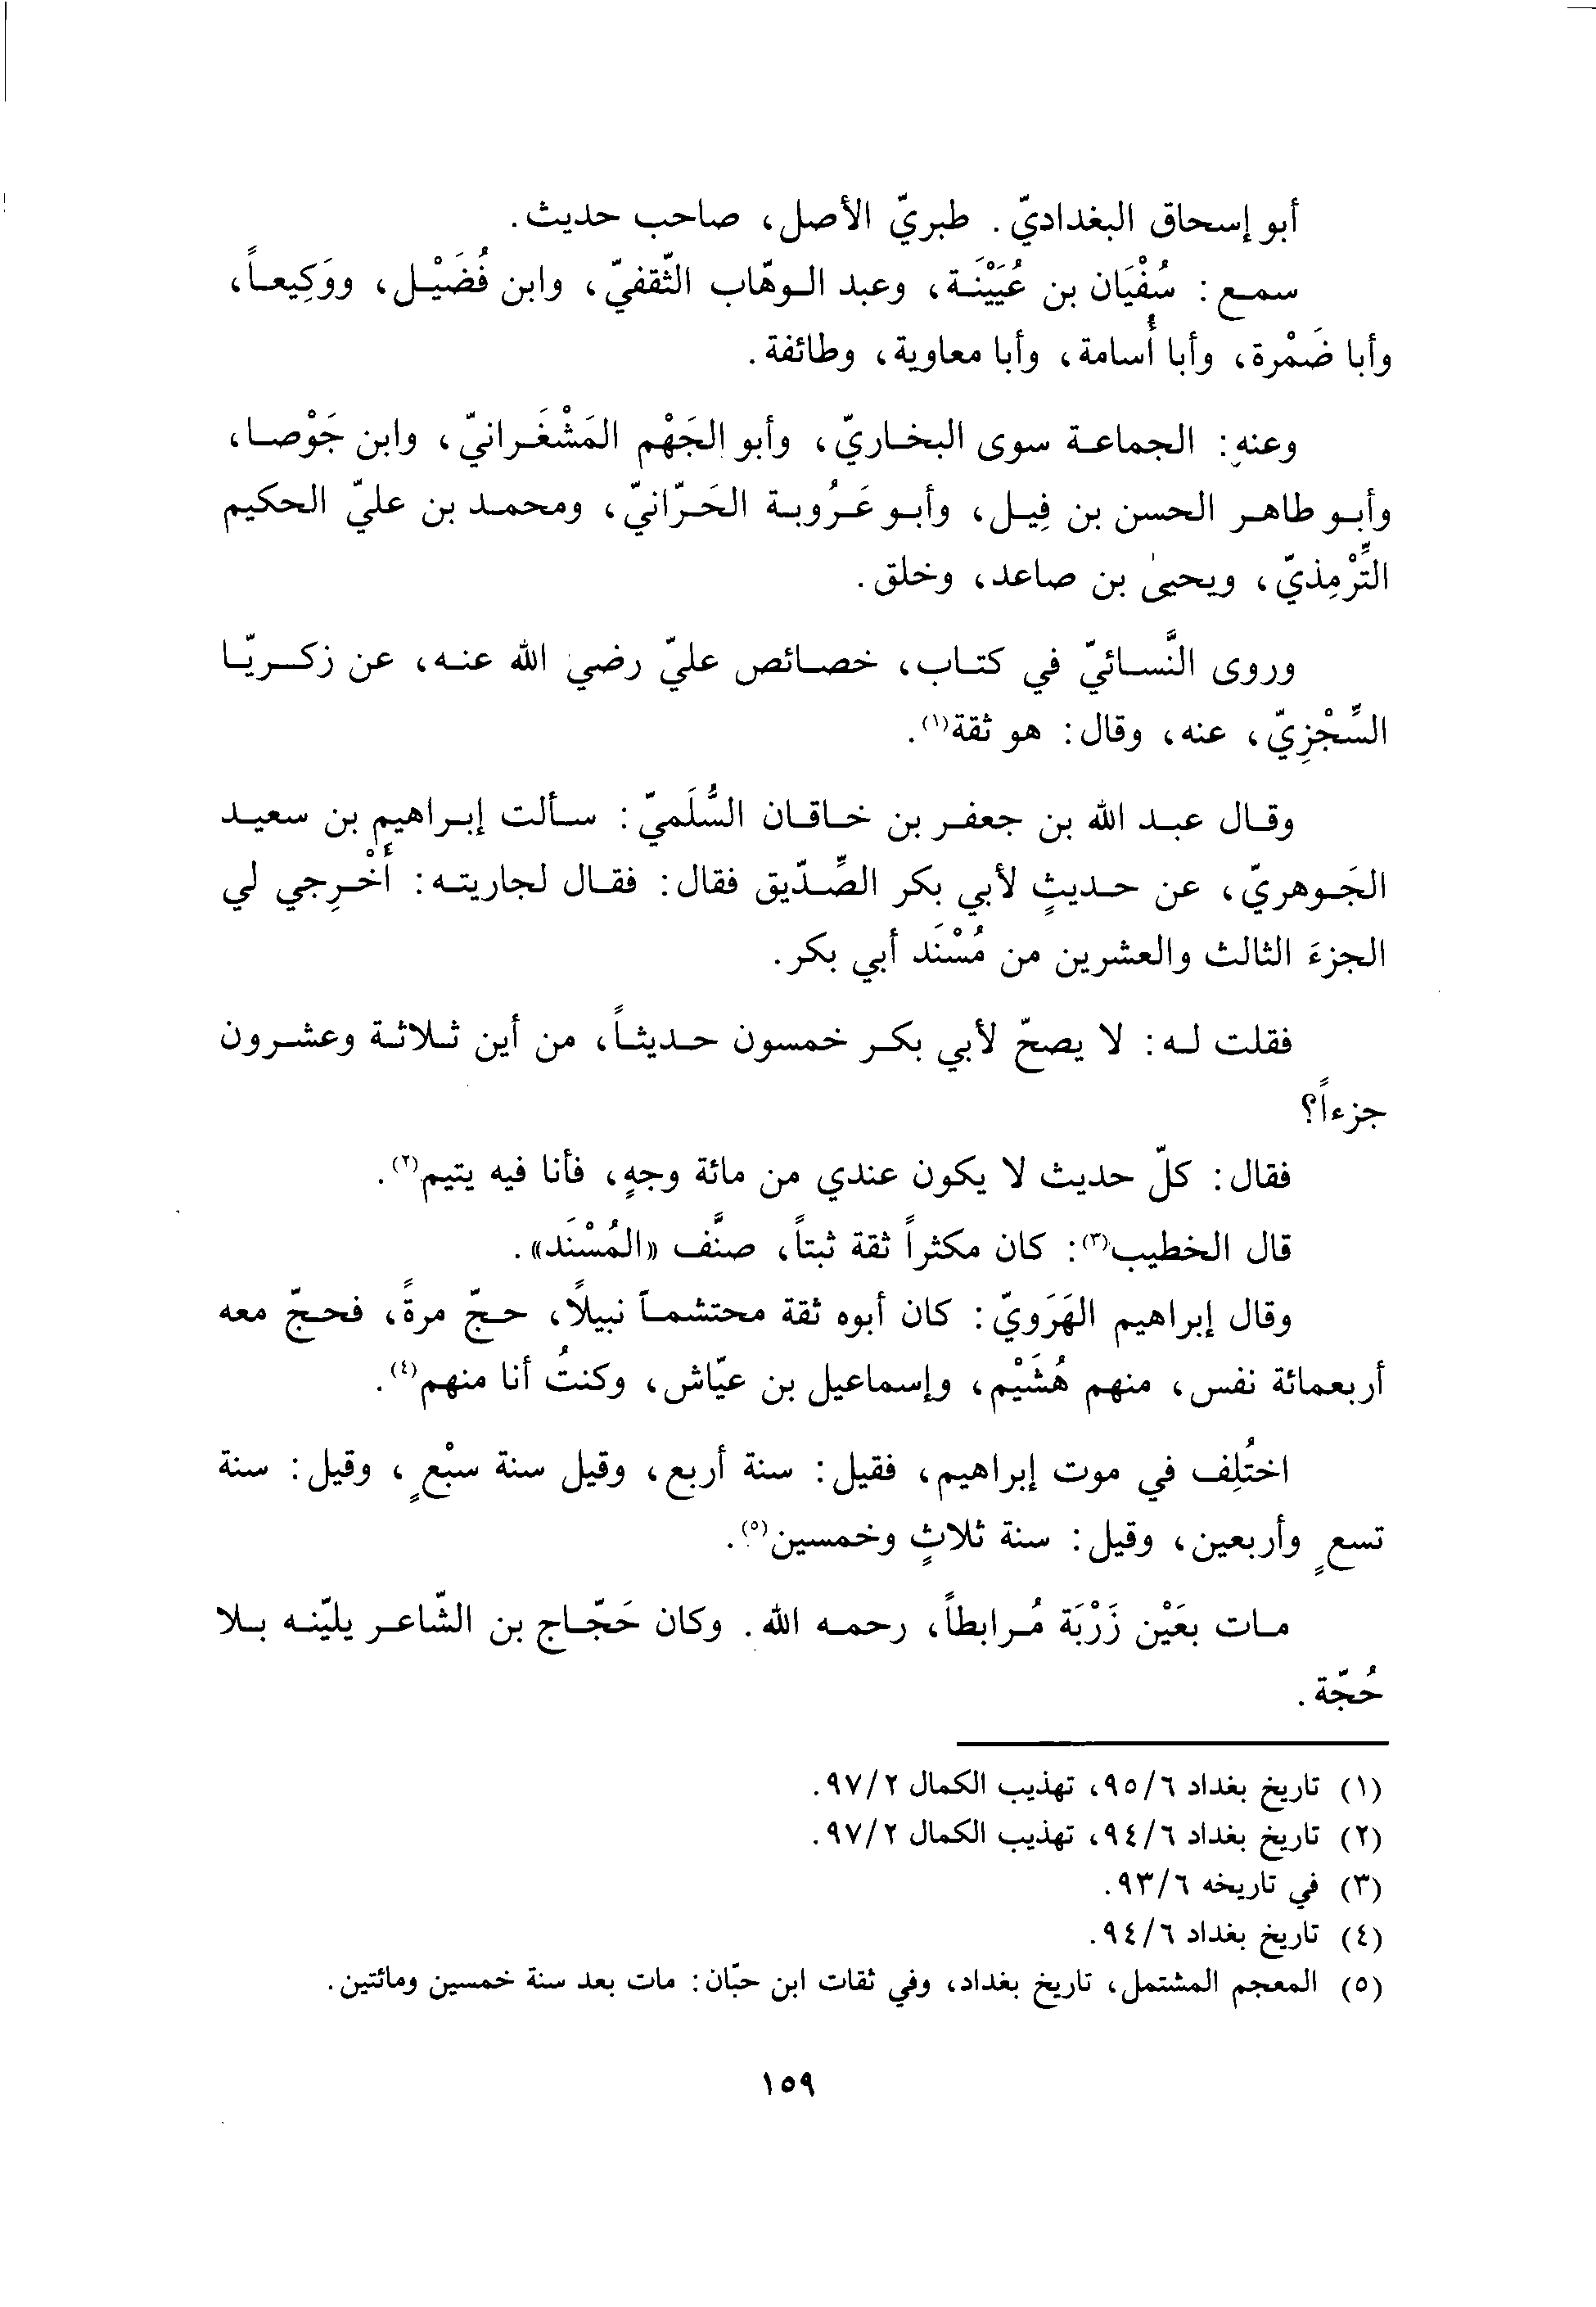 أبو إسحاق البغداديّ. طبريّ الأصل، صاحب حديث.
سمع: سُفْيَان بن عُيَيْنَة، وعبد الوهّاب الثّقفيّ، وابن فُضَيْل، ووَكِيعاً،
وأبا ضَمْرة، وأبا أُسامة، وأبا معاوية، وطائفة.
وعنه: الجماعة سوى البخاريّ، وأبو الجَهْم المَشْغَرانيّ، وابن جَوْصا،
وأبو طاهر الحسن بن فِيل، وأبو عَرُوبة الحَرّانيّ، ومحمد بن عليّ الحكيم
التِّرْمِذيّ، ويحيىٰ بن صاعد، وخلق.
وروى النَّسائيّ في كتاب، خصائص عليّ رضي الله عنه، عن زكريّا
السِّجْزِيّ، عنه، وقال: هو ثقة(١).
وقال عبد الله بن جعفر بن خاقان السُّلَميّ: سألت إبراهيم بن سعيد
الجَوهريّ، عن حديثٍ لأبي بكر الصِّدّيق فقال: فقال لجاريته: أَخْرِجي لي
الجزءَ الثالث والعشرين من مُسْنَد أبي بكر.
فقلت له: لا يصحّ لأبي بكر خمسون حديثاً، من أين ثلاثة وعشرون
جزءاً؟
فقال: كلّ حديث لا يكون عندي من مائة وجهٍ، فأنا فيه يتيم(٢).
قال الخطيب(٣): كان مكثراً ثقة ثبتاً، صنَّف «المُسْنَد».
وقال إبراهيم الهَرَويّ: كان أبوه ثقة محتشماً نبيلاً، حجّ مرةً، فحجّ معه
أربعمائة نفس، منهم هُشَيْم، وإسماعيل بن عيّاش، وكنتُ أنا منهم(٤).
اختُلِف في موت إبراهيم، فقيل: سنة أربع، وقيل سنة سبْعٍ، وقيل: سنة
تسعٍ وأربعين، وقيل: سنة ثلاثٍ وخمسين(٥).
مات بعَيْن زَرْبَة مُرابطاً، رحمه الله. وكان حَجّاج بن الشّاعر يليّنه بلا
حُجّة.
(١) تاريخ بغداد ٩٥/٦، تهذيب الكمال ٩٧/٢.
(٢) تاريخ بغداد ٩٤/٦، تهذيب الكمال ٩٧/٢.
(٣) في تاريخه ٩٣/٦.
(٤) تاريخ بغداد ٩٤/٦.
(٥) المعجم المشتمل، تاريخ بغداد، وفي ثقات ابن حبّان: مات بعد سنة خمسين ومائتين.
١٥٩